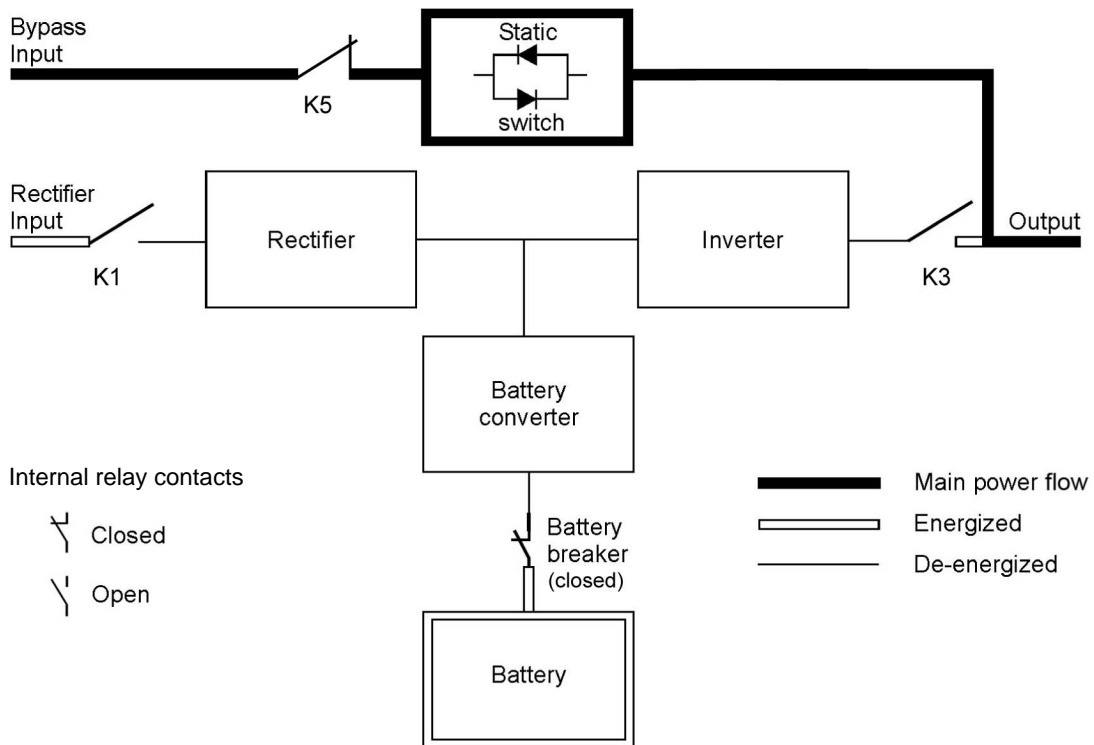 Bypass
Input
K5
Static
switch
Rectifier
Input
K1
Rectifier
Inverter
K3
Output
Battery
converter
Internal relay contacts
Closed
Open
Battery
breaker
(closed)
Battery
Main power flow
Energized
De-energized